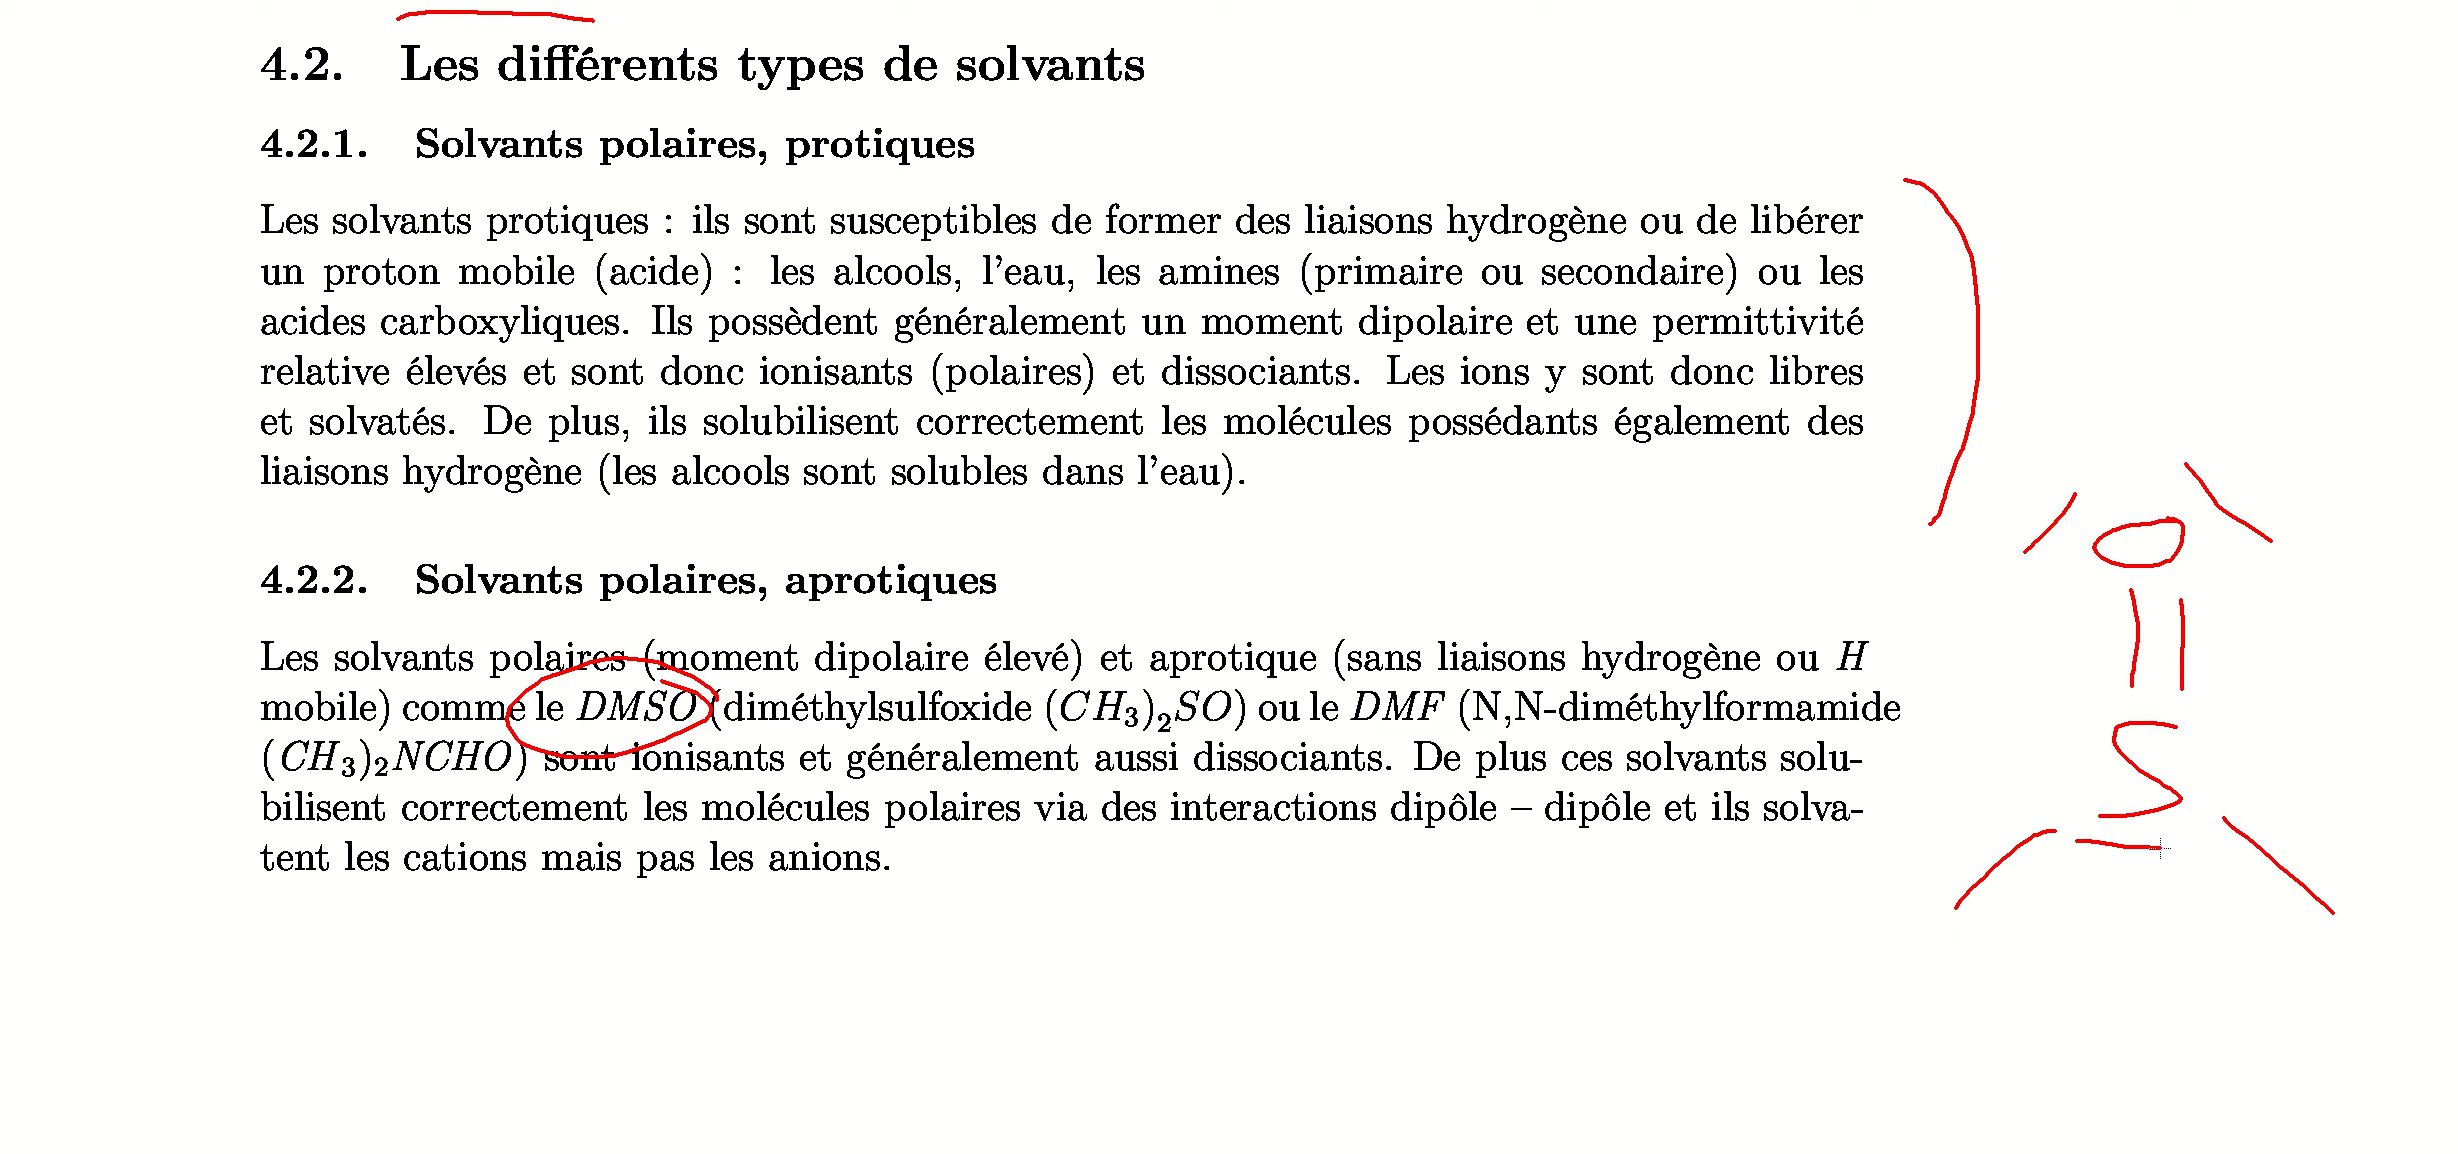 4.2. Les différents types de solvants
4.2.1. Solvants polaires, protiques
Les solvants protiques : ils sont susceptibles de former des liaisons hydrogène ou de libérer
un proton mobile (acide) : les alcools, l'eau, les amines (primaire ou secondaire) ou les
acides carboxyliques. Ils possèdent généralement un moment dipolaire et une permittivité
relative élevés et sont donc ionisants (polaires) et dissociants. Les ions y sont donc libres
et solvatés. De plus, ils solubilisent correctement les molécules possédants également des
liaisons hydrogène (les alcools sont solubles dans l'eau).
O
S
4.2.2. Solvants polaires, aprotiques
Les solvants polaires (moment dipolaire élevé) et aprotique (sans liaisons hydrogène ou H
mobile) comme le DMSO (diméthylsulfoxide (CH₃)₂SO) ou le DMF (N,N-diméthylformamide
(CH₃)₂NCHO) sont ionisants et généralement aussi dissociants. De plus ces solvants solu-
bilisent correctement les molécules polaires via des interactions dipôle – dipôle et ils solva-
tent les cations mais pas les anions.